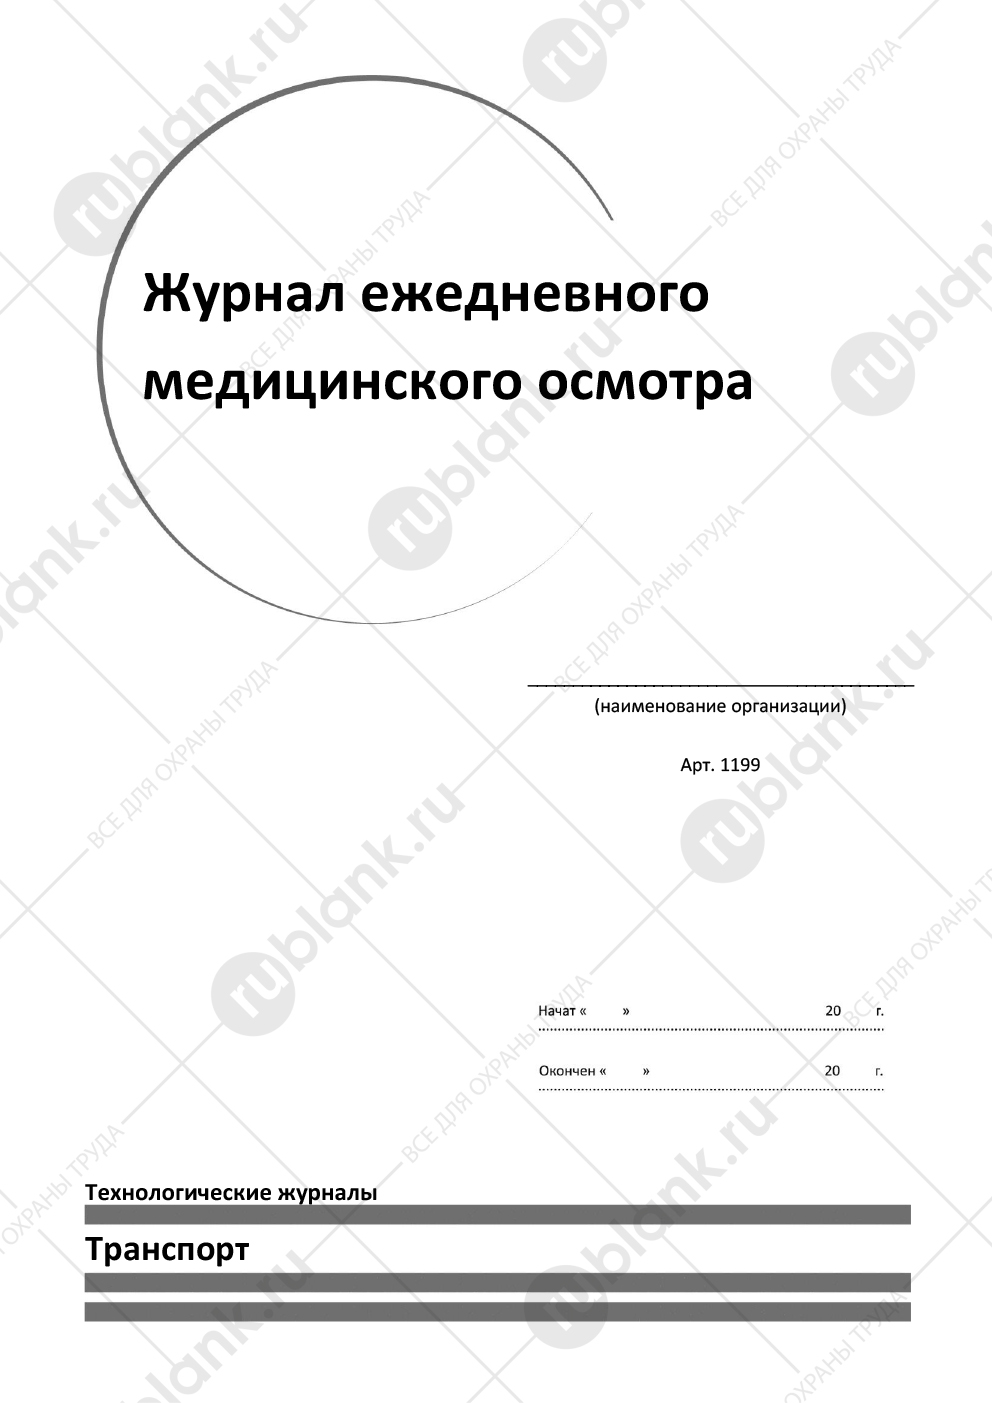 Журнал ежедневного
медицинского осмотра
(наименование организации)
Арт. 1199
Начат « » 20 г.
Окончен « » 20 г.
Технологические журналы
Транспорт
rublank.ru
ВСЕ ДЛЯ ОХРАНЫ ТРУДА